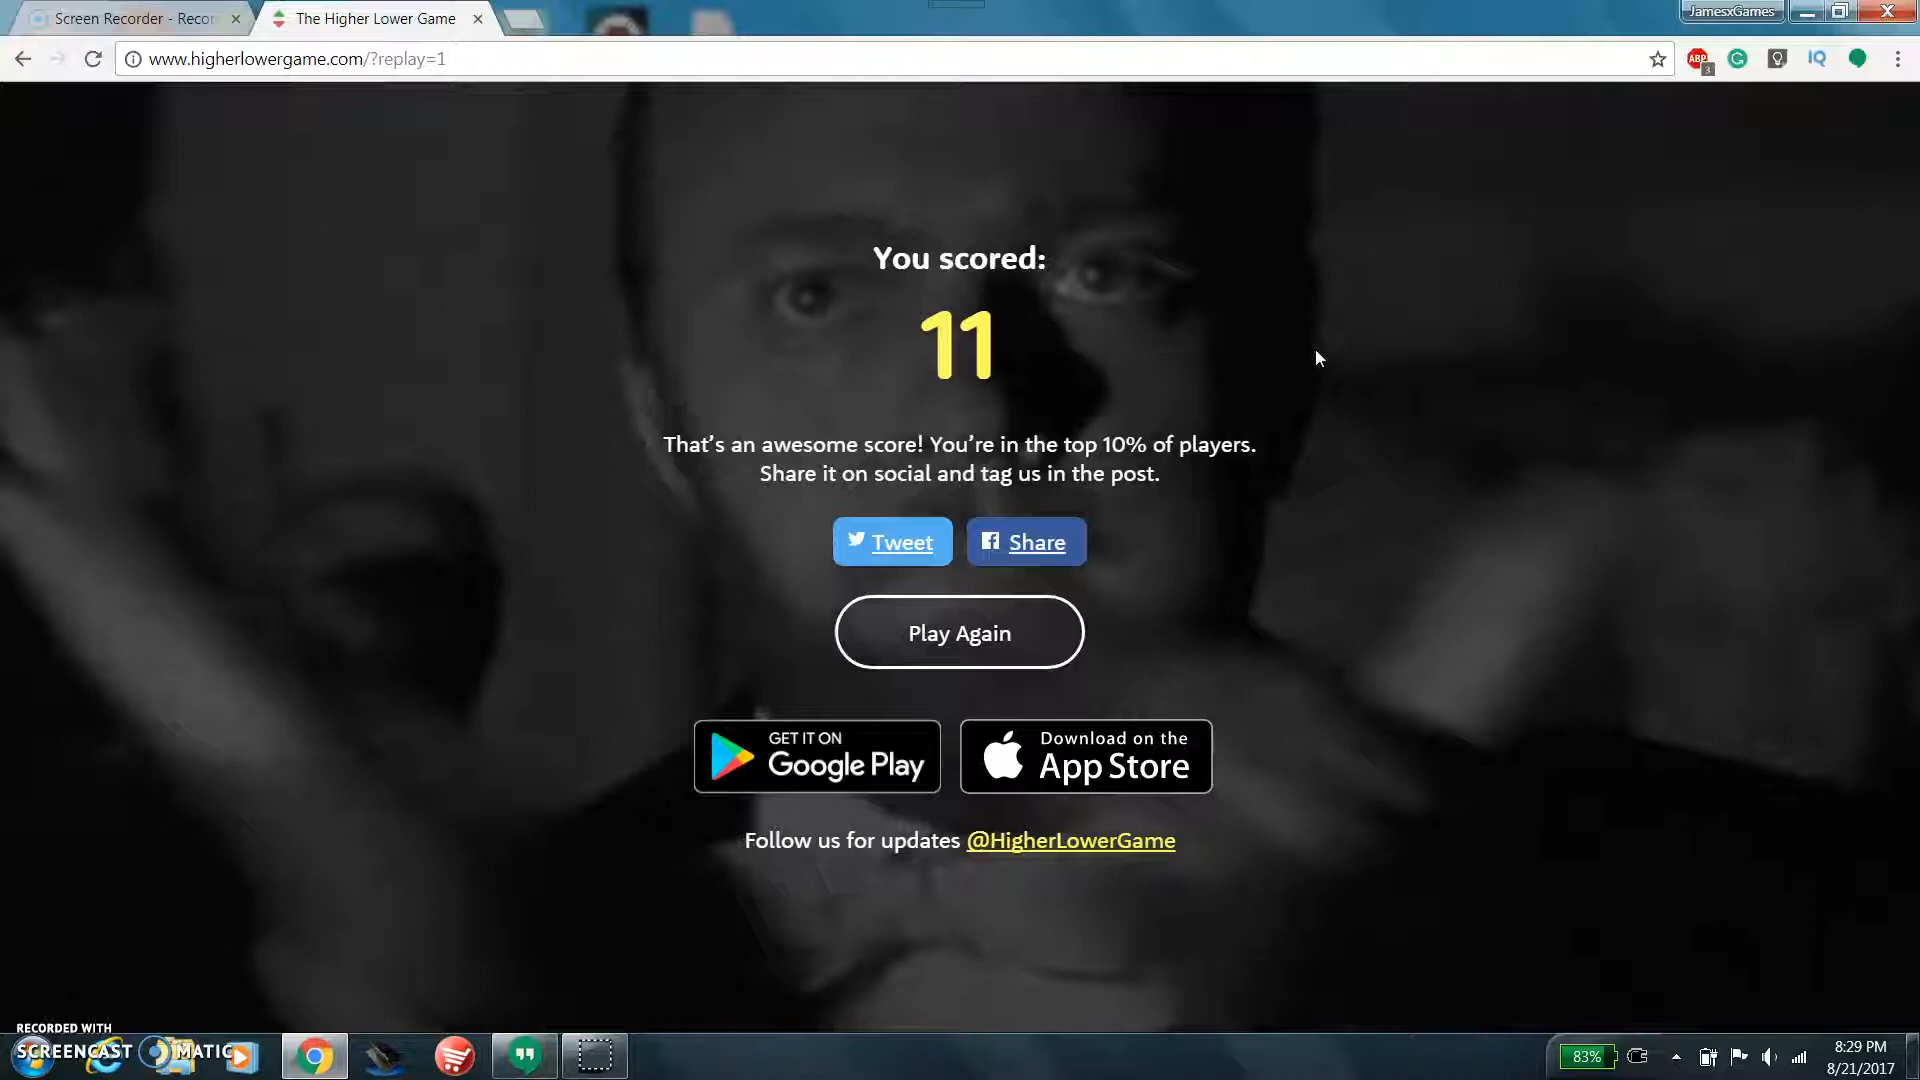 Screen Recorder - Recor
The Higher Lower Game
JamesxGames
www.higherlowergame.com/?replay=1
ABP
3
IQ
You scored:
11
That's an awesome score! You're in the top 10% of players.
Share it on social and tag us in the post.
Tweet
Share
Play Again
GET IT ON
Google Play
Download on the
App Store
Follow us for updates @HigherLowerGame
RECORDED WITH
SCREENCAST MATIC
83%
8:29 PM
8/21/2017